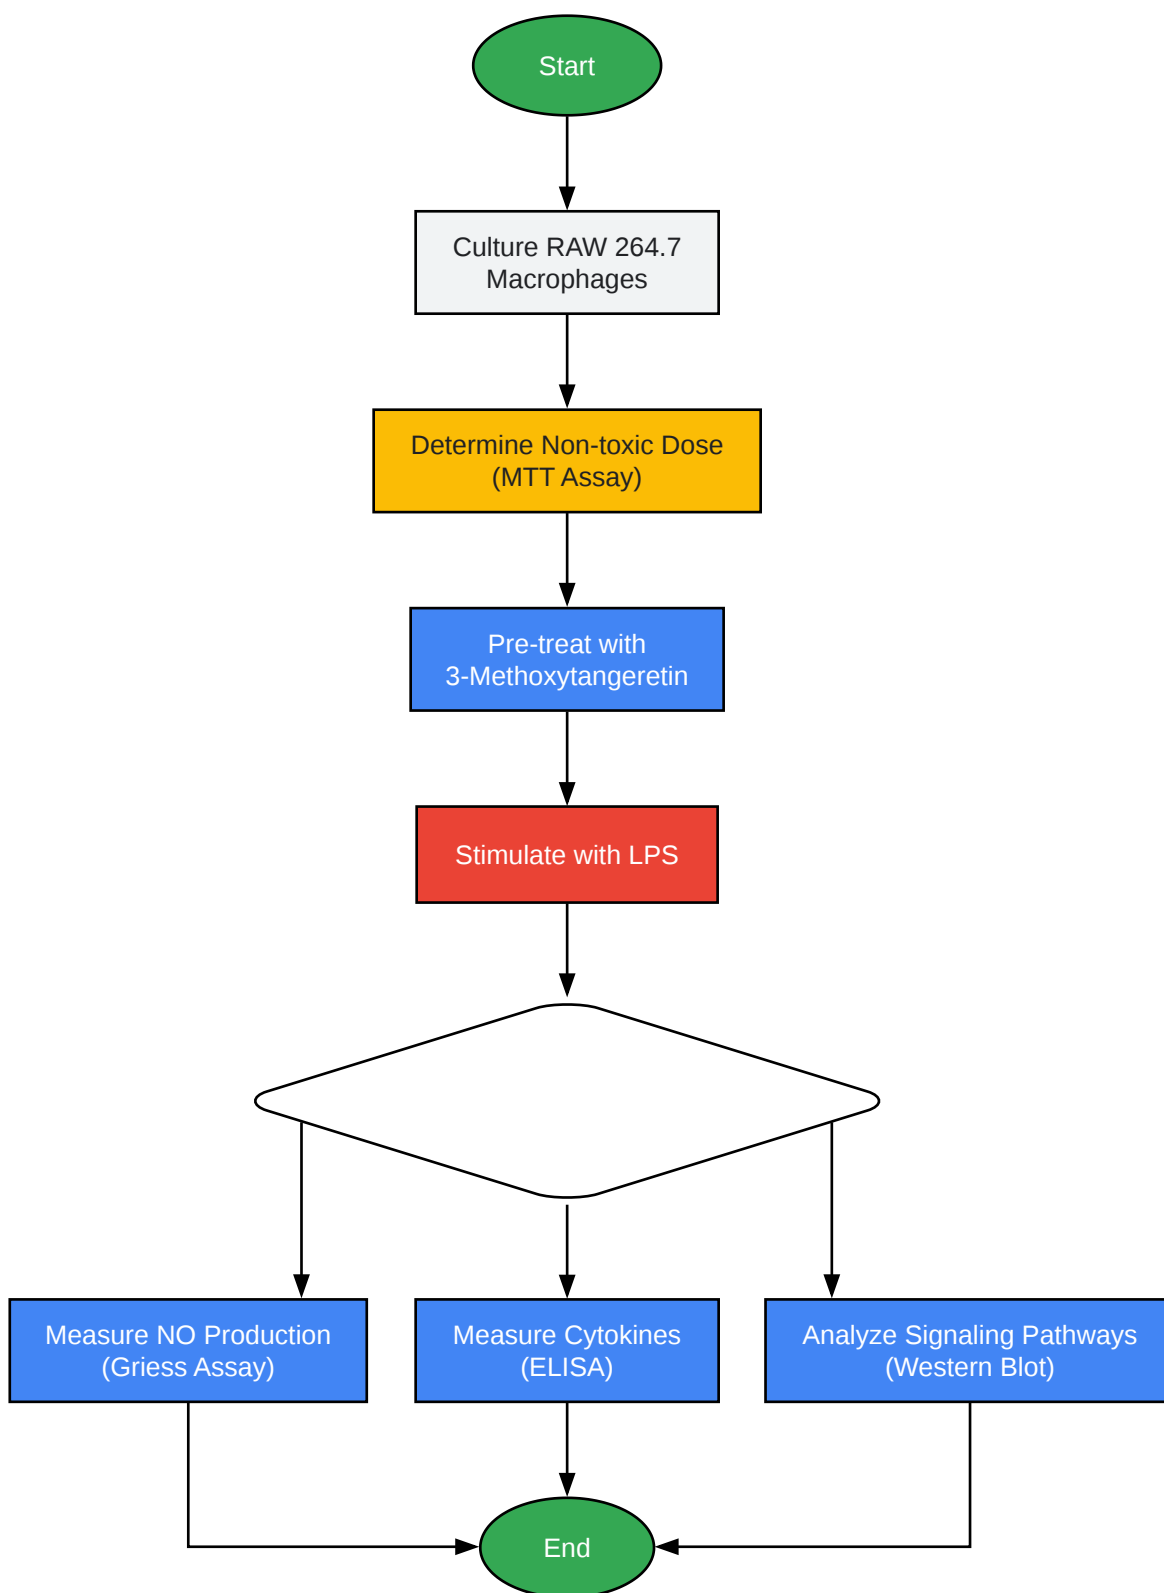 Start
Culture RAW 264.7
Macrophages
Determine Non-toxic Dose
(MTT Assay)
Pre-treat with
3-Methoxytangeretin
Stimulate with LPS
Measure NO Production
(Griess Assay)
Measure Cytokines
(ELISA)
Analyze Signaling Pathways
(Western Blot)
End